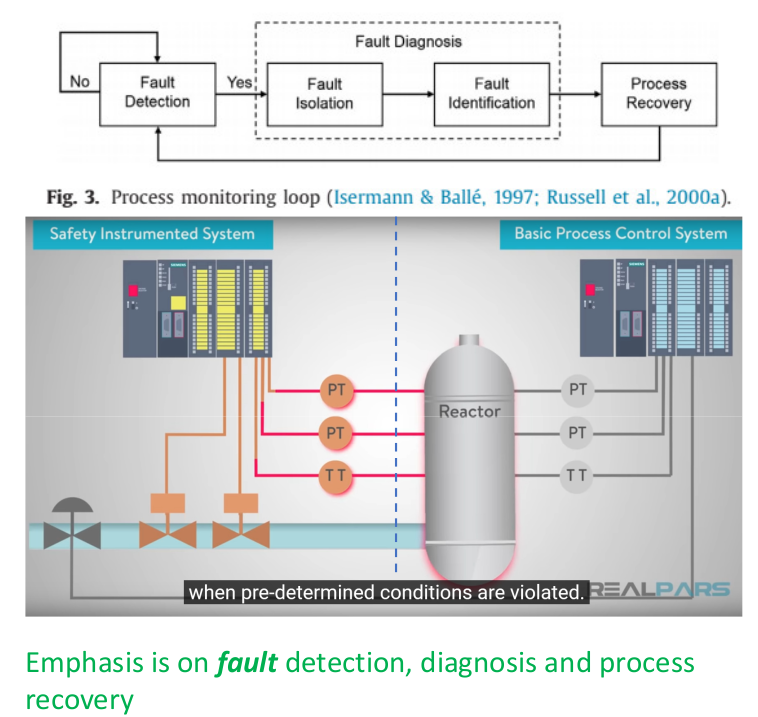 Fault Diagnosis
No
Fault
Detection
Yes
Fault
Isolation
Fault
Identification
Process
Recovery
Fig. 3. Process monitoring loop (Isermann & Ballé, 1997; Russell et al., 2000a).
Safety Instrumented System
Basic Process Control System
SIEMENS
SIEMENS
PT
PT
Reactor
PT
PT
TT
TT
when pre-determined conditions are violated.
REALPARS
Emphasis is on fault detection, diagnosis and process
recovery